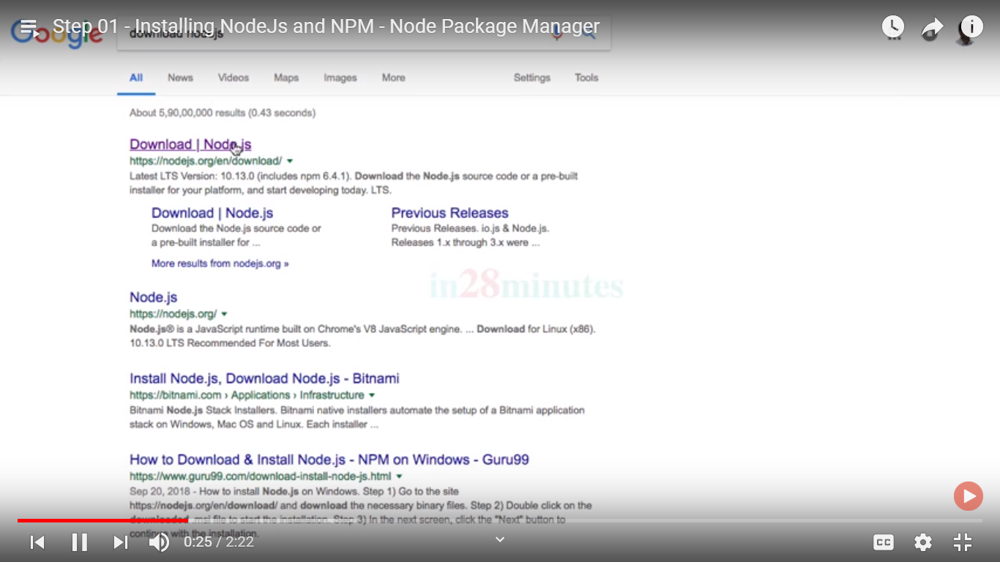 Step 01 - Installing NodeJs and NPM - Node Package Manager
Google
download nodejs
All News Videos Maps Images More Settings Tools
About 5,90,00,000 results (0.43 seconds)
Download | Node.js
https://nodejs.org/en/download/
Latest LTS Version: 10.13.0 (includes npm 6.4.1). Download the Node.js source code or a pre-built
installer for your platform, and start developing today. LTS.
Download | Node.js
Download the Node.js source code or
a pre-built installer for ...
More results from nodejs.org »
Previous Releases
Previous Releases. io.js & Node.js.
Releases 1.x through 3.x were ...
in28minutes
Node.js
https://nodejs.org/
Node.js® is a JavaScript runtime built on Chrome's V8 JavaScript engine. ... Download for Linux (x86).
10.13.0 LTS Recommended For Most Users.
Install Node.js, Download Node.js - Bitnami
https://bitnami.com › Applications › Infrastructure
Bitnami Node.js Stack Installers. Bitnami native installers automate the setup of a Bitnami application
stack on Windows, Mac OS and Linux. Each installer ...
How to Download & Install Node.js - NPM on Windows - Guru99
https://www.guru99.com/download-install-node-js.html
Sep 20, 2018 - How to install Node.js on Windows. Step 1) Go to the site
https://nodejs.org/en/download/ and download the necessary binary files. Step 2) Double click on the
downloaded .msi file to start the installation. Step 3) In the next screen, click the "Next" button to
continue with the installation.
0:25 / 2:22
CC